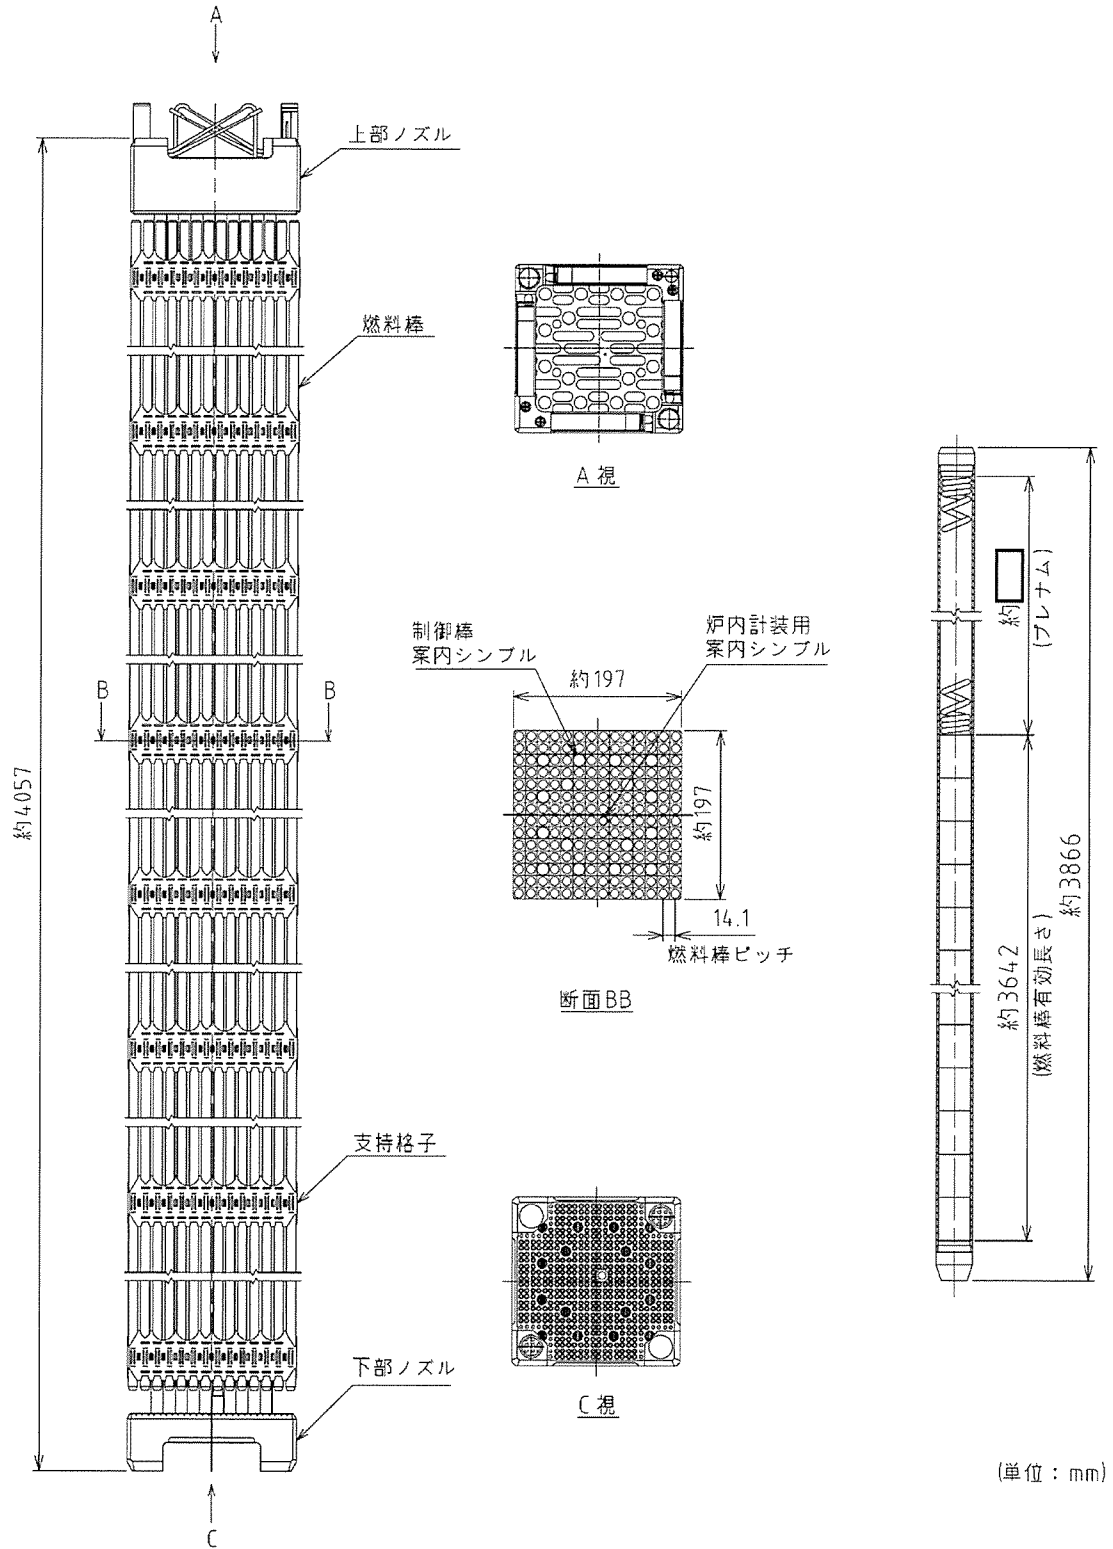 A
上部ノズル
燃料棒
A 視
制御棒
案内シンブル
炉内計装用
案内シンブル
約197
B
B
約197
約4057
14.1
燃料棒ピッチ
断面BB
約
(プレナム)
約3866
約3642
(燃料棒有効長さ)
支持格子
下部ノズル
C 視
C
(単位:mm)